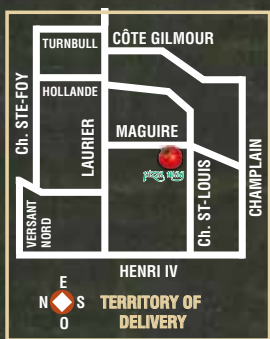 CÔTE GILMOUR
TURNBULL
HOLLANDE
Ch. STE-FOY
LAURIER
MAGUIRE
Ch. ST-LOUIS
CHAMPLAIN
VERSANT
NORD
HENRI IV
E
N S
O
TERRITORY OF
DELIVERY